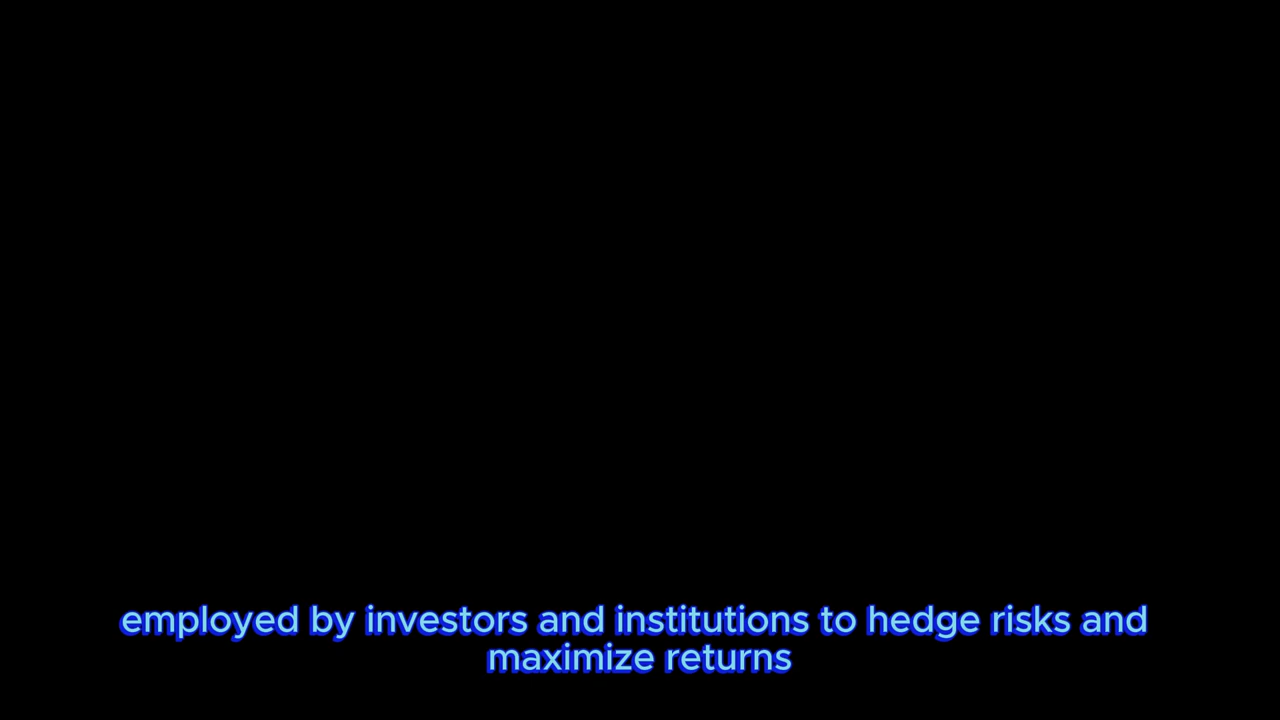 employed by investors and institutions to hedge risks and
maximize returns